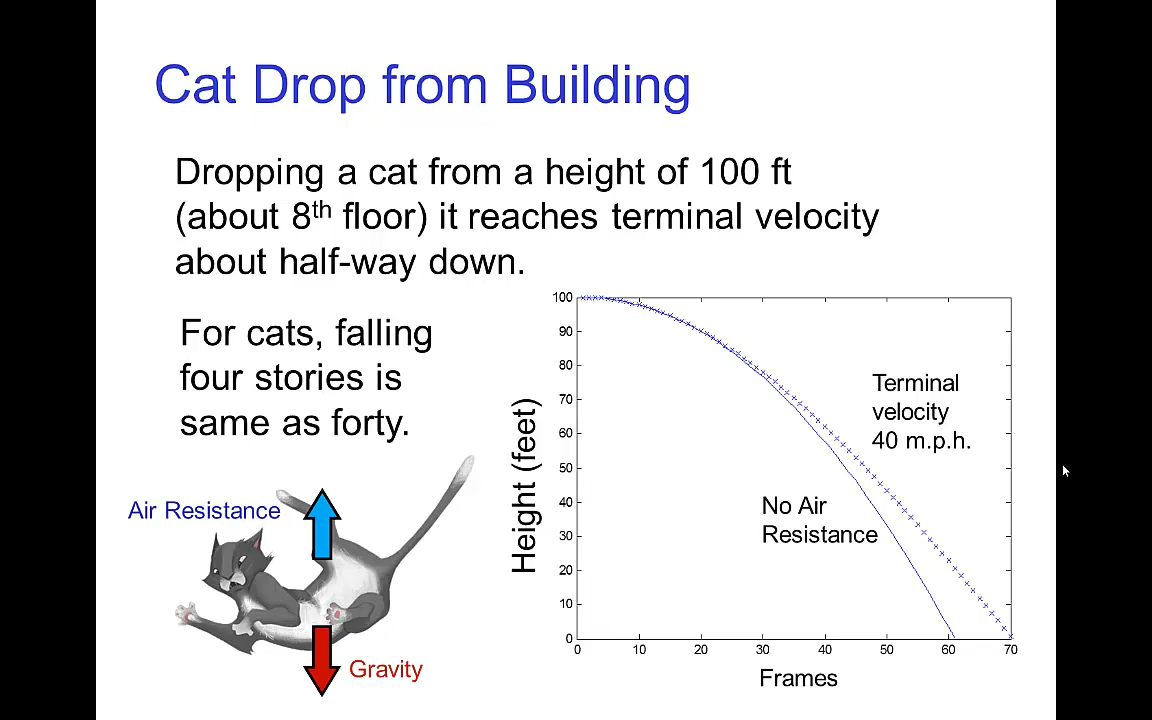 Cat Drop from Building
Dropping a cat from a height of 100 ft
(about 8th floor) it reaches terminal velocity
about half-way down.
For cats, falling
four stories is
same as forty.
Air Resistance
Gravity
Height (feet)
100
90
80
70
60
50
40
30
20
10
0
Terminal
velocity
40 m.p.h.
No Air
Resistance
0 10 20 30 40 50 60 70
Frames